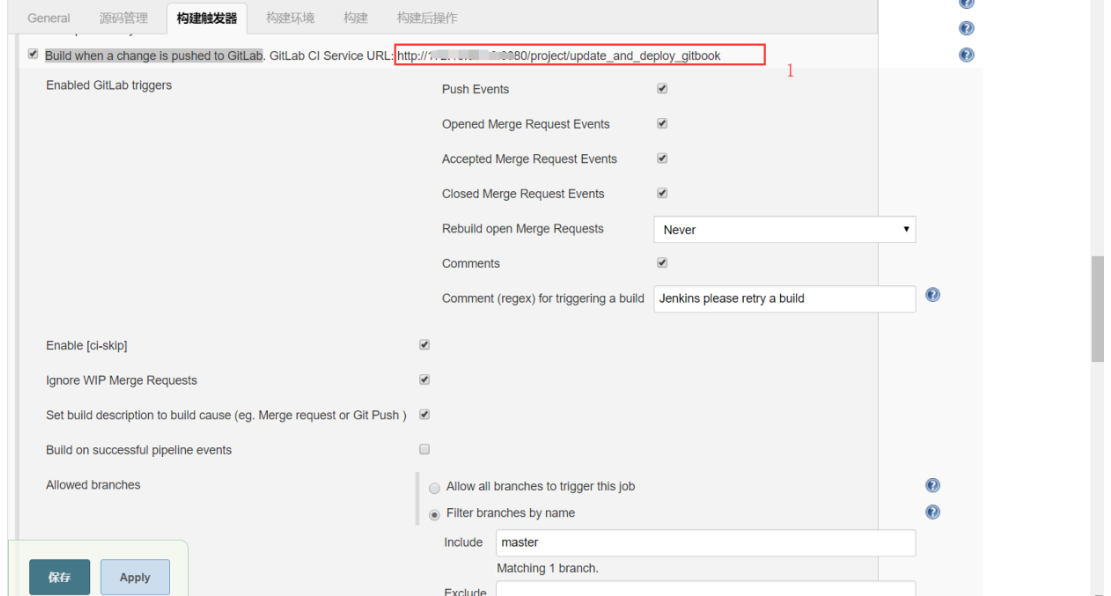 General 源码管理 构建触发器 构建环境 构建 构建后操作
Build when a change is pushed to GitLab. GitLab CI Service URL: http:// 080/project/update_and_deploy_gitbook
1
Enabled GitLab triggers
Push Events
Opened Merge Request Events
Accepted Merge Request Events
Closed Merge Request Events
Rebuild open Merge Requests Never
Comments
Comment (regex) for triggering a build Jenkins please retry a build
Enable [ci-skip]
Ignore WIP Merge Requests
Set build description to build cause (eg. Merge request or Git Push )
Build on successful pipeline events
Allowed branches
Allow all branches to trigger this job
Filter branches by name
Include master
Matching 1 branch.
Exclude
保存 Apply